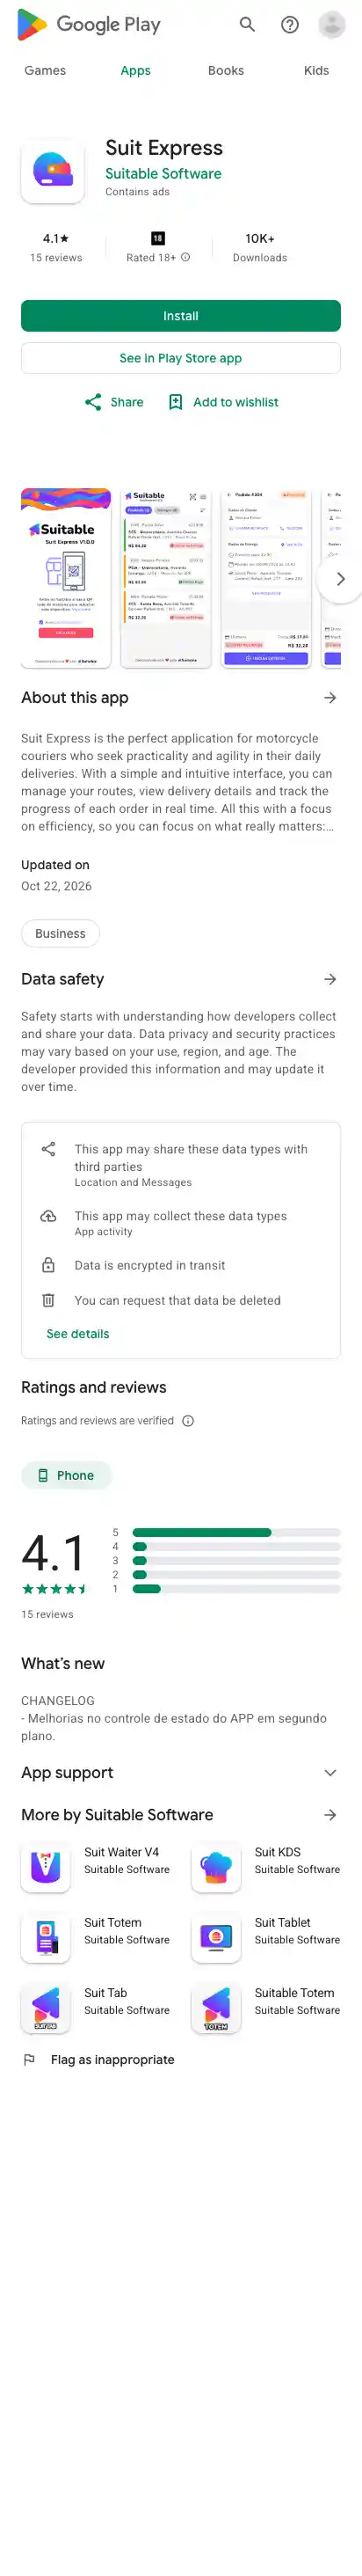 Google Play
Games
Apps
Books
Kids
Suit Express
Suitable Software
Contains ads
4.1★
15 reviews
18
Rated 18+
10K+
Downloads
Install
See in Play Store app
Share
Add to wishlist
Suitable
Suit Express V1.0.0
Suitable
About this app
Suit Express is the perfect application for motorcycle
couriers who seek practicality and agility in their daily
deliveries. With a simple and intuitive interface, you can
manage your routes, view delivery details and track the
progress of each order in real time. All this with a focus
on efficiency, so you can focus on what really matters:...
Updated on
Oct 22, 2026
Business
Data safety
Safety starts with understanding how developers collect
and share your data. Data privacy and security practices
may vary based on your use, region, and age. The
developer provided this information and may update it
over time.
This app may share these data types with
third parties
Location and Messages
This app may collect these data types
App activity
Data is encrypted in transit
You can request that data be deleted
See details
Ratings and reviews
Ratings and reviews are verified
Phone
4.1
15 reviews
5
4
3
2
1
What's new
CHANGELOG
- Melhorias no controle de estado do APP em segundo
plano.
App support
More by Suitable Software
Suit Waiter V4
Suitable Software
Suit KDS
Suitable Software
Suit Totem
Suitable Software
Suit Tablet
Suitable Software
SUIT TAB
Suit Tab
Suitable Software
TOTEM
Suitable Totem
Suitable Software
Flag as inappropriate